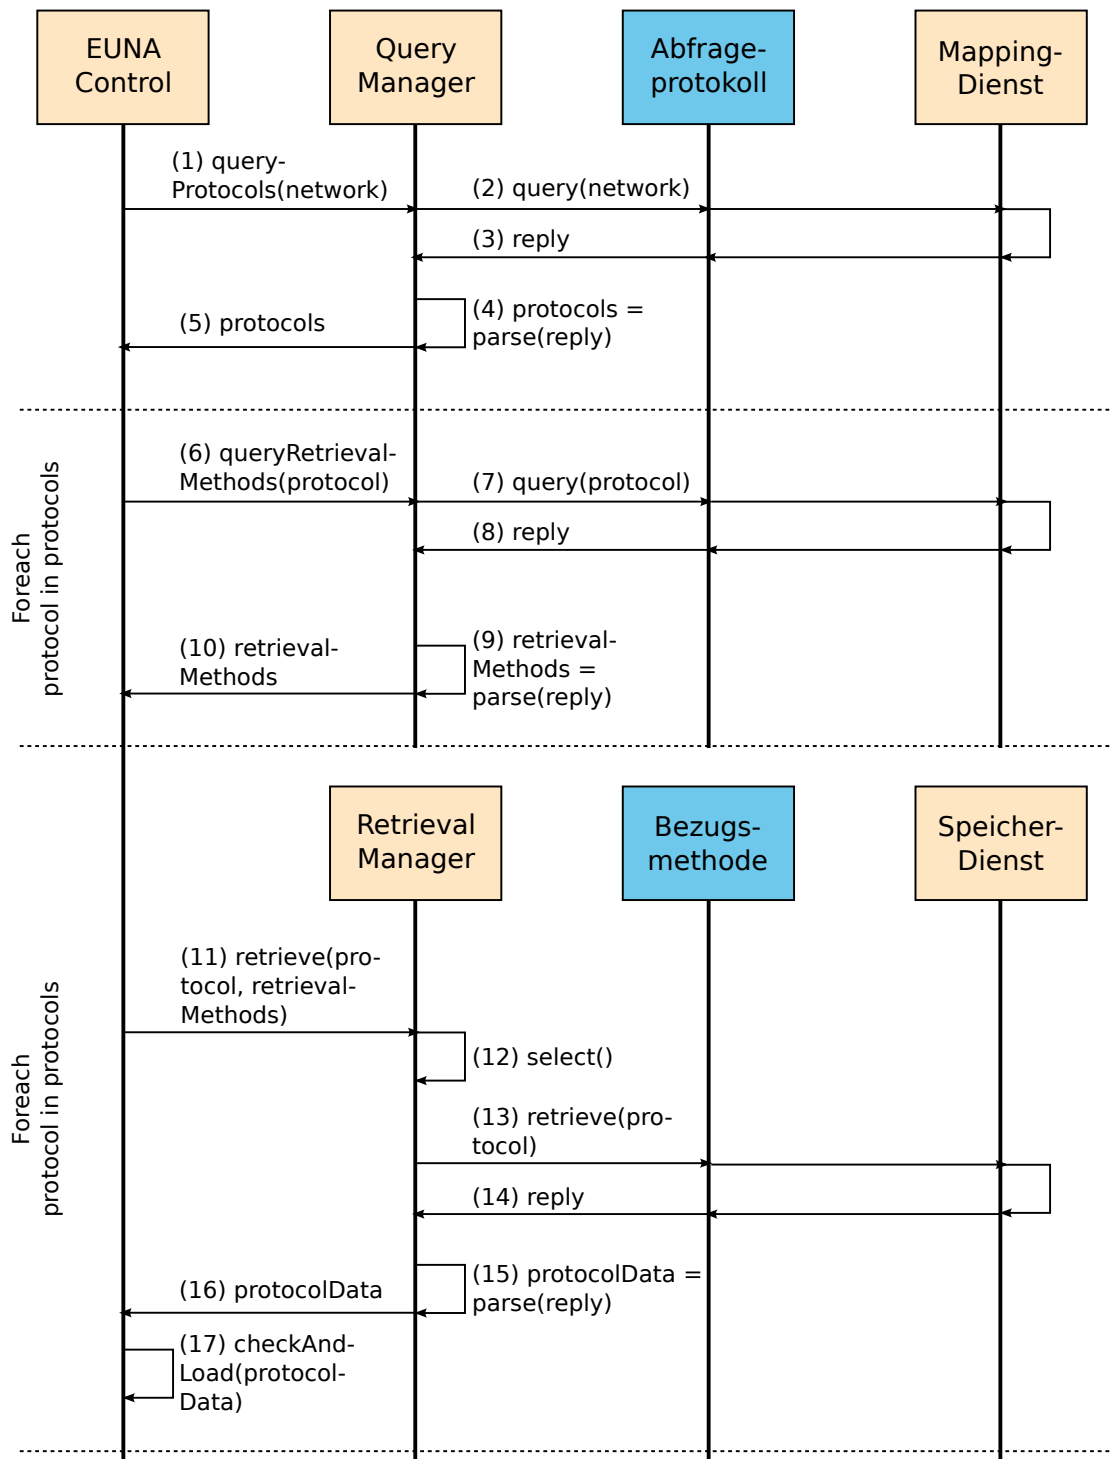 EUNA
Control
Query
Manager
Abfrage-
protokoll
Mapping-
Dienst
(1) query-
Protocols(network)
(2) query(network)
(3) reply
(4) protocols =
parse(reply)
(5) protocols
Foreach
protocol in protocols
(6) queryRetrieval-
Methods(protocol)
(7) query(protocol)
(8) reply
(9) retrieval-
Methods =
parse(reply)
(10) retrieval-
Methods
Retrieval
Manager
Bezugs-
methode
Speicher-
Dienst
Foreach
protocol in protocols
(11) retrieve(pro-
tocol, retrieval-
Methods)
(12) select()
(13) retrieve(pro-
tocol)
(14) reply
(15) protocolData =
parse(reply)
(16) protocolData
(17) checkAnd-
Load(protocol-
Data)